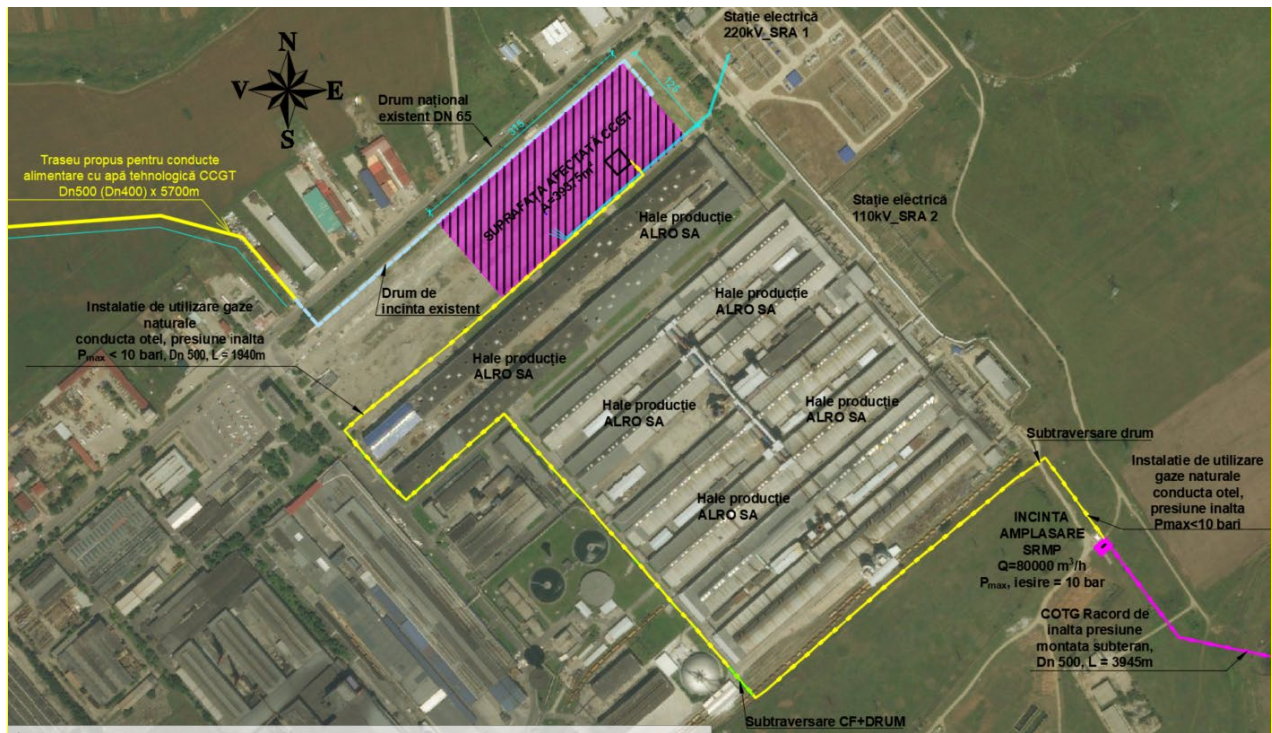 Stație electrică
220kV_SRA 1
N
V
E
S
Drum național
existent DN 65
316
125
Traseu propus pentru conducte
alimentare cu apă tehnologică CCGT
Dn500 (Dn400) x 5700m
SUPRAFAȚA AFECTATĂ CCGT
A=39375m²
Stație electrică
110kV_SRA 2
Hale producție
ALRO SA
Drum de
incinta existent
Instalatie de utilizare gaze
naturale
conducta otel, presiune inalta
Pmax < 10 bari, Dn 500, L = 1940m
Hale producție
ALRO SA
Hale producție
ALRO SA
Hale producție
ALRO SA
Hale producție
ALRO SA
Hale producție
ALRO SA
Subtraversare drum
Instalatie de utilizare
gaze naturale
conducta otel,
presiune inalta
Pmax<10 bari
INCINTA
AMPLASARE
SRMP
Q=80000 m³/h
Pmax, iesire = 10 bar
COTG Racord de
inalta presiune
montata subteran,
Dn 500, L = 3945m
Subtraversare CF+DRUM